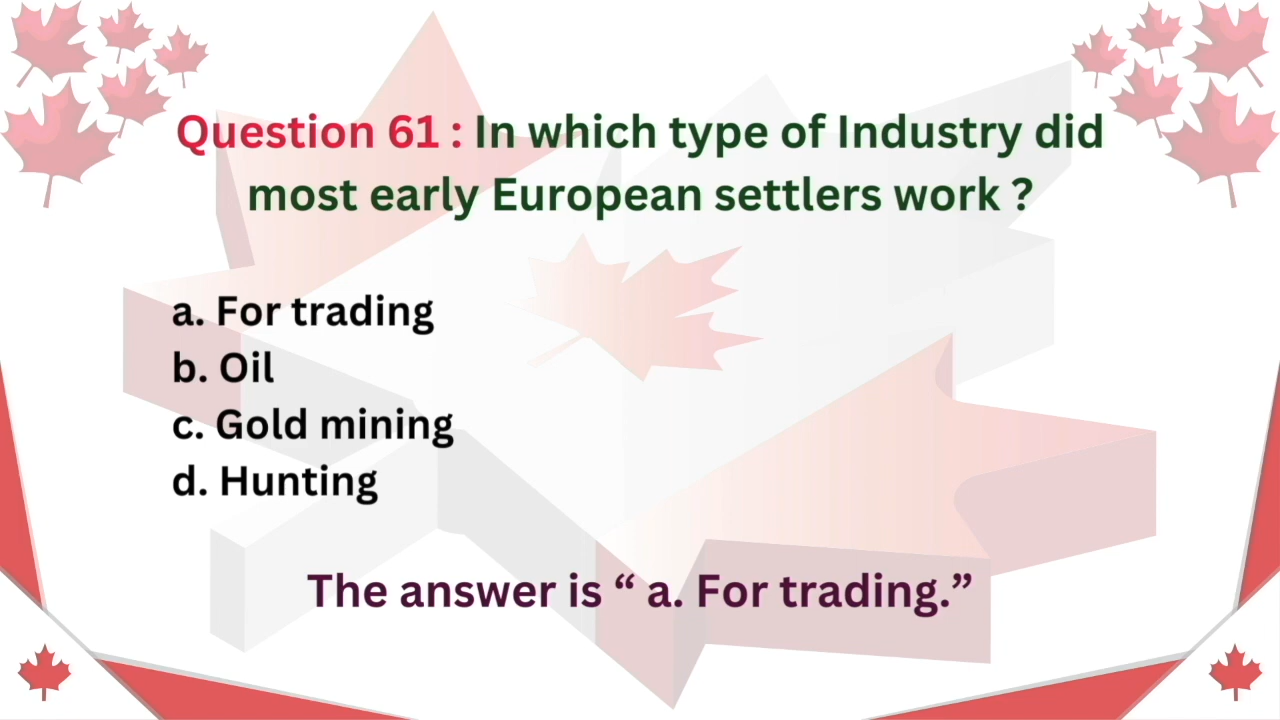 Question 61 : In which type of Industry did
most early European settlers work ?
a. For trading
b. Oil
c. Gold mining
d. Hunting
The answer is “ a. For trading.”